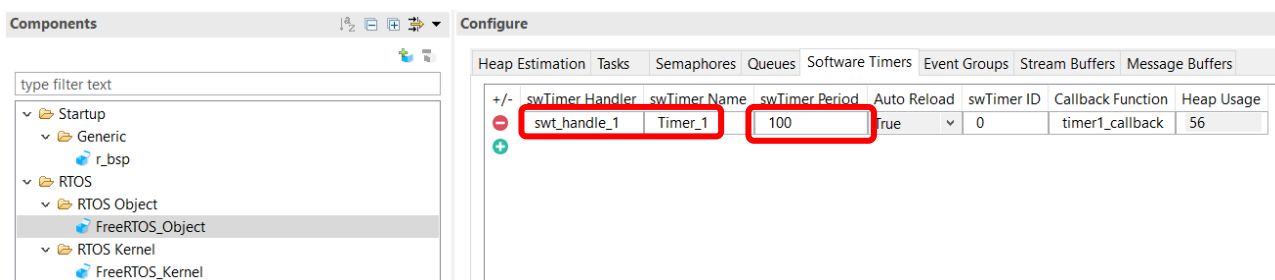 Components
Configure
type filter text
Startup
Generic
r_bsp
RTOS
RTOS Object
FreeRTOS_Object
RTOS Kernel
FreeRTOS_Kernel
Heap Estimation Tasks Semaphores Queues Software Timers Event Groups Stream Buffers Message Buffers
+/- swTimer Handler swTimer Name swTimer Period Auto Reload swTimer ID Callback Function Heap Usage
swt_handle_1 Timer_1 100 True 0 timer1_callback 56